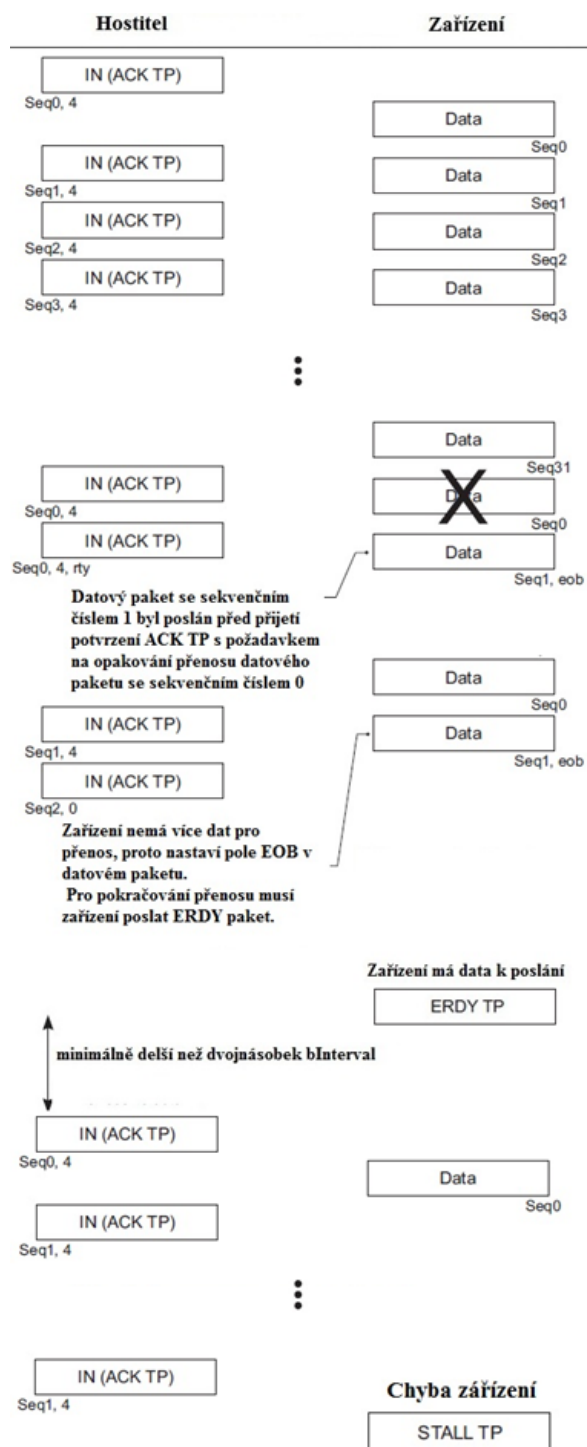 Hostitel
Zařízení
IN (ACK TP)
Seq0, 4
Data
Seq0
IN (ACK TP)
Seq1, 4
Data
Seq1
IN (ACK TP)
Seq2, 4
Data
Seq2
IN (ACK TP)
Seq3, 4
Data
Seq3
Data
Seq31
IN (ACK TP)
Seq0, 4
Data
Seq0
IN (ACK TP)
Seq0, 4, rty
Data
Seq1, eob
Datový paket se sekvenčním
číslem 1 byl poslán před přijetí
potvrzení ACK TP s požadavkem
na opakování přenosu datového
paketu se sekvenčním číslem 0
Data
Seq0
IN (ACK TP)
Seq1, 4
Data
Seq1, eob
IN (ACK TP)
Seq2, 0
Zařízení nemá více dat pro
přenos, proto nastaví pole EOB v
datovém paketu.
Pro pokračování přenosu musí
zařízení poslat ERDY paket.
Zařízení má data k poslání
ERDY TP
minimálně delší než dvojnásobek bInterval
IN (ACK TP)
Seq0, 4
Data
Seq0
IN (ACK TP)
Seq1, 4
IN (ACK TP)
Seq1, 4
Chyba zářízení
STALL TP